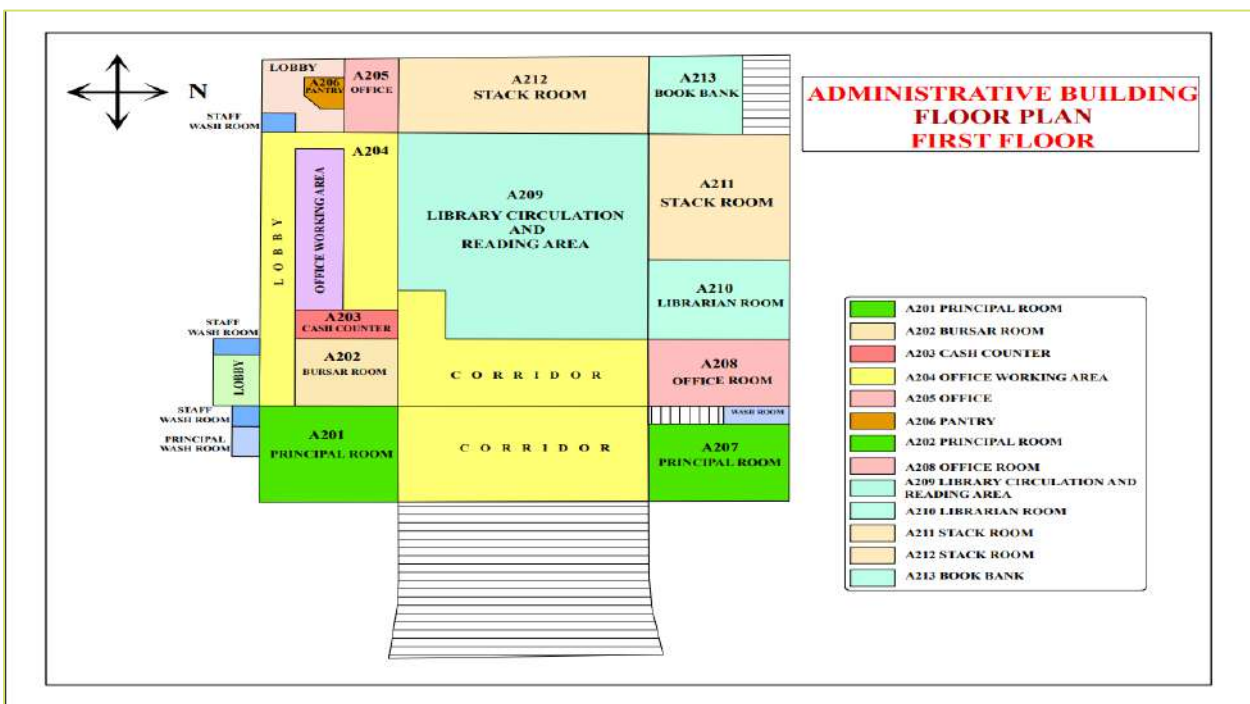 N
ADMINISTRATIVE BUILDING
FLOOR PLAN
FIRST FLOOR
LOBBY
A206
PANTRY
A205
OFFICE
A212
STACK ROOM
A213
BOOK BANK
STAFF
WASH ROOM
A204
LOBBY
OFFICE WORKING AREA
A209
LIBRARY CIRCULATION
AND
READING AREA
A211
STACK ROOM
A210
LIBRARIAN ROOM
A203
CASH COUNTER
STAFF
WASH ROOM
LOBBY
A202
BURSAR ROOM
CORRIDOR
A208
OFFICE ROOM
STAFF
WASH ROOM
WASH ROOM
PRINCIPAL
WASH ROOM
A201
PRINCIPAL ROOM
CORRIDOR
A207
PRINCIPAL ROOM
A201 PRINCIPAL ROOM
A202 BURSAR ROOM
A203 CASH COUNTER
A204 OFFICE WORKING AREA
A205 OFFICE
A206 PANTRY
A202 PRINCIPAL ROOM
A208 OFFICE ROOM
A209 LIBRARY CIRCULATION AND
READING AREA
A210 LIBRARIAN ROOM
A211 STACK ROOM
A212 STACK ROOM
A213 BOOK BANK